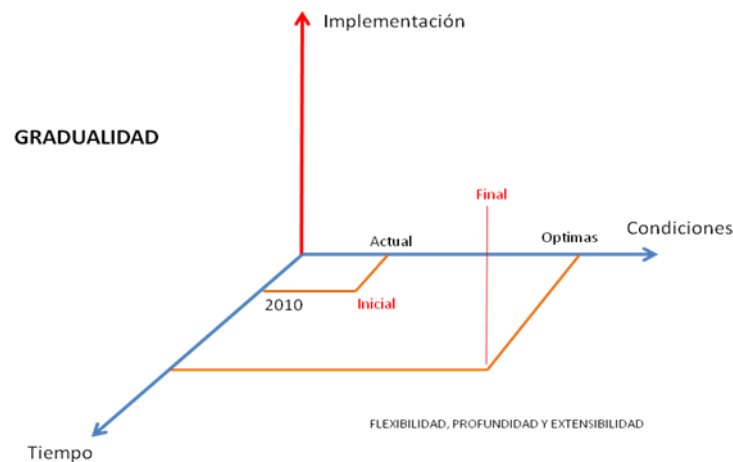 Implementación
GRADUALIDAD
Final
Condiciones
Actual
Optimas
2010
Inicial
FLEXIBILIDAD, PROFUNDIDAD Y EXTENSIBILIDAD
Tiempo